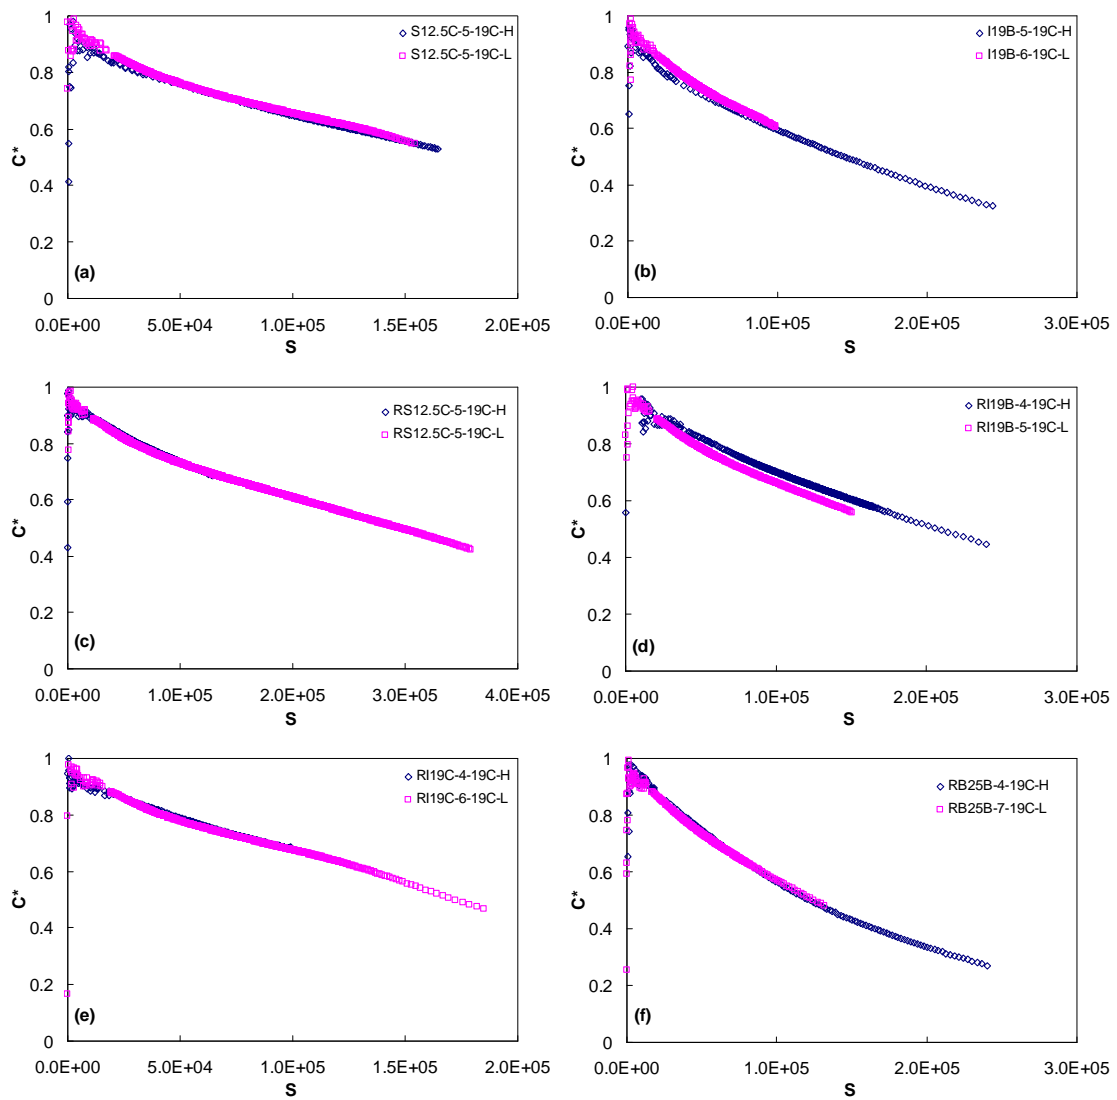 1
0.8
0.6
0.4
0.2
0
C*
(a)
S12.5C-5-19C-H
S12.5C-5-19C-L
0.0E+00 5.0E+04 1.0E+05 1.5E+05 2.0E+05
S
1
0.8
0.6
0.4
0.2
0
C*
(b)
I19B-5-19C-H
I19B-6-19C-L
0.0E+00 1.0E+05 2.0E+05 3.0E+05
S
1
0.8
0.6
0.4
0.2
0
C*
(c)
RS12.5C-5-19C-H
RS12.5C-5-19C-L
0.0E+00 1.0E+05 2.0E+05 3.0E+05 4.0E+05
S
1
0.8
0.6
0.4
0.2
0
C*
(d)
RI19B-4-19C-H
RI19B-5-19C-L
0.0E+00 1.0E+05 2.0E+05 3.0E+05
S
1
0.8
0.6
0.4
0.2
0
C*
(e)
RI19C-4-19C-H
RI19C-6-19C-L
0.0E+00 5.0E+04 1.0E+05 1.5E+05 2.0E+05
S
1
0.8
0.6
0.4
0.2
0
C*
(f)
RB25B-4-19C-H
RB25B-7-19C-L
0.0E+00 1.0E+05 2.0E+05 3.0E+05
S